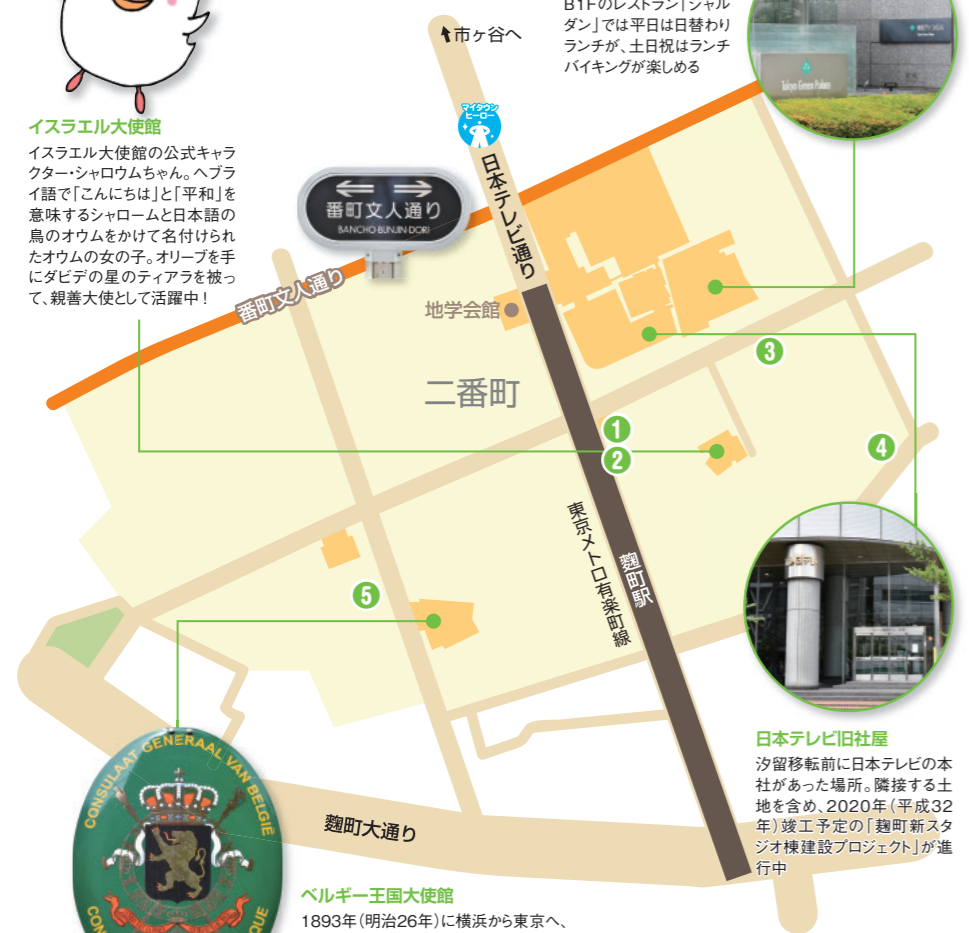 B1Fのレストラン「シャル
ダン」では平日は日替わり
ランチが、土日祝はランチ
バイキングが楽しめる
Tokyo Green Palace
市ヶ谷へ
マイタウン
ヒーロー
日本テレビ通り
イスラエル大使館
イスラエル大使館の公式キャラ
クター・シャロウムちゃん。ヘブラ
イ語で「こんにちは」と「平和」を
意味するシャロームと日本語の
鳥のオウムをかけて名付けられ
たオウムの女の子。オリーブを手
にダビデの星のティアラを被っ
て、親善大使として活躍中！
番町文人通り
BANCHO BUNJIN-DORI
番町文人通り
地学会館
二番町
❶
❷
❸
❹
❺
東京メトロ有楽町線
麴町駅
日テレ
日本テレビ旧社屋
汐留移転前に日本テレビの本
社があった場所。隣接する土
地を含め、2020年（平成32
年）竣工予定の「麴町新スタ
ジオ棟建設プロジェクト」が進
行中
麴町大通り
CONSULAAT GENERAAL VAN BELGIË
ベルギー王国大使館
1893年（明治26年）に横浜から東京へ、